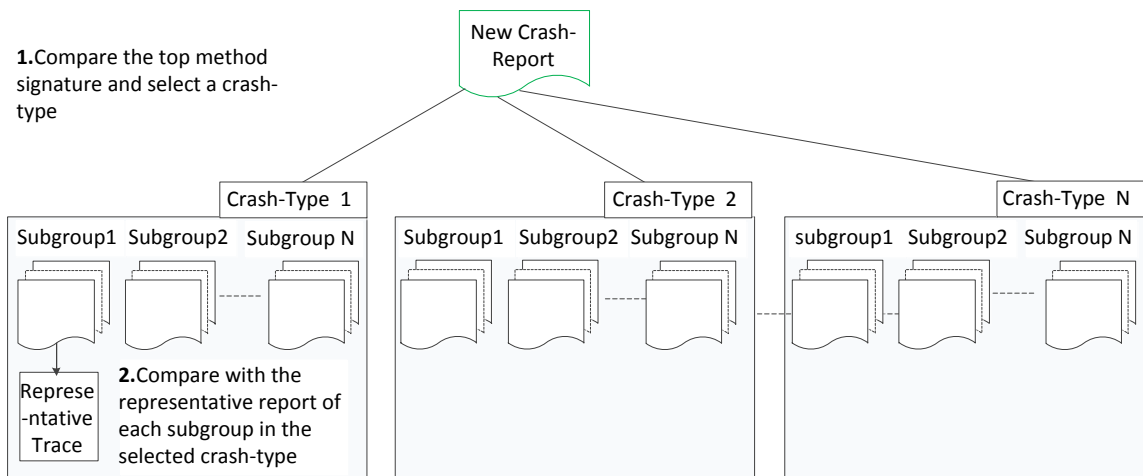 New Crash-
Report
1.Compare the top method
signature and select a crash-
type
Crash-Type 1
Crash-Type 2
Crash-Type N
Subgroup1 Subgroup2 Subgroup N
Subgroup1 Subgroup2 Subgroup N
subgroup1 Subgroup2 Subgroup N
Represe
-ntative
Trace
2.Compare with the
representative report of
each subgroup in the
selected crash-type